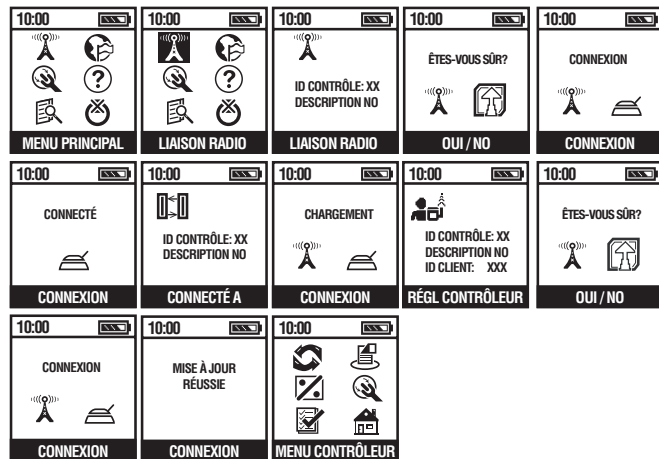 10:00
MENU PRINCIPAL
10:00
LIAISON RADIO
10:00
ID CONTRÔLE: XX
DESCRIPTION NO
LIAISON RADIO
10:00
ÊTES-VOUS SÛR?
OUI / NO
10:00
CONNEXION
CONNEXION
10:00
CONNECTÉ
CONNEXION
10:00
ID CONTRÔLE: XX
DESCRIPTION NO
CONNECTÉ A
10:00
CHARGEMENT
CONNEXION
10:00
ID CONTRÔLE: XX
DESCRIPTION NO
ID CLIENT: XXX
RÉGL CONTRÔLEUR
10:00
ÊTES-VOUS SÛR?
OUI / NO
10:00
CONNEXION
CONNEXION
10:00
MISE À JOUR
RÉUSSIE
CONNEXION
10:00
MENU CONTRÔLEUR